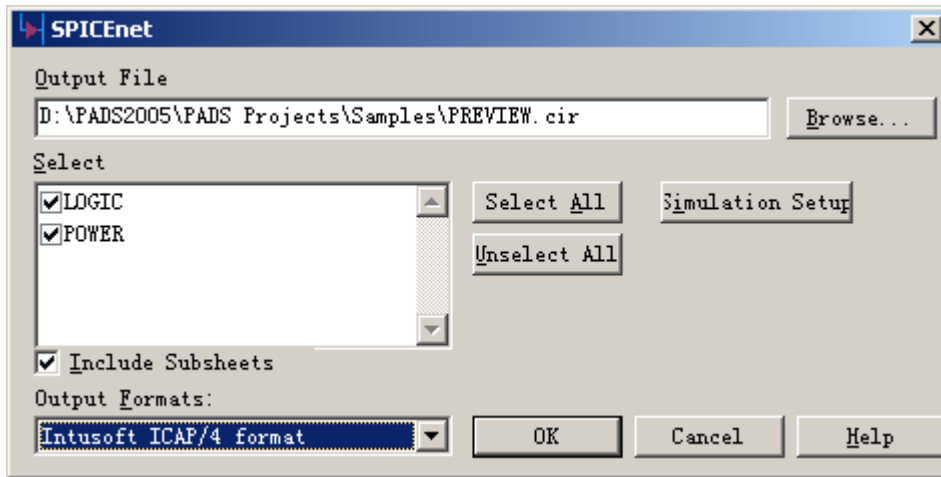 SPICEnet
Output File
D:\PADS2005\PADS Projects\Samples\PREVIEW.cir
Browse...
Select
LOGIC
POWER
Select All
Simulation Setup
Unselect All
Include Subsheets
Output Formats:
Intusoft ICAP/4 format
OK
Cancel
Help